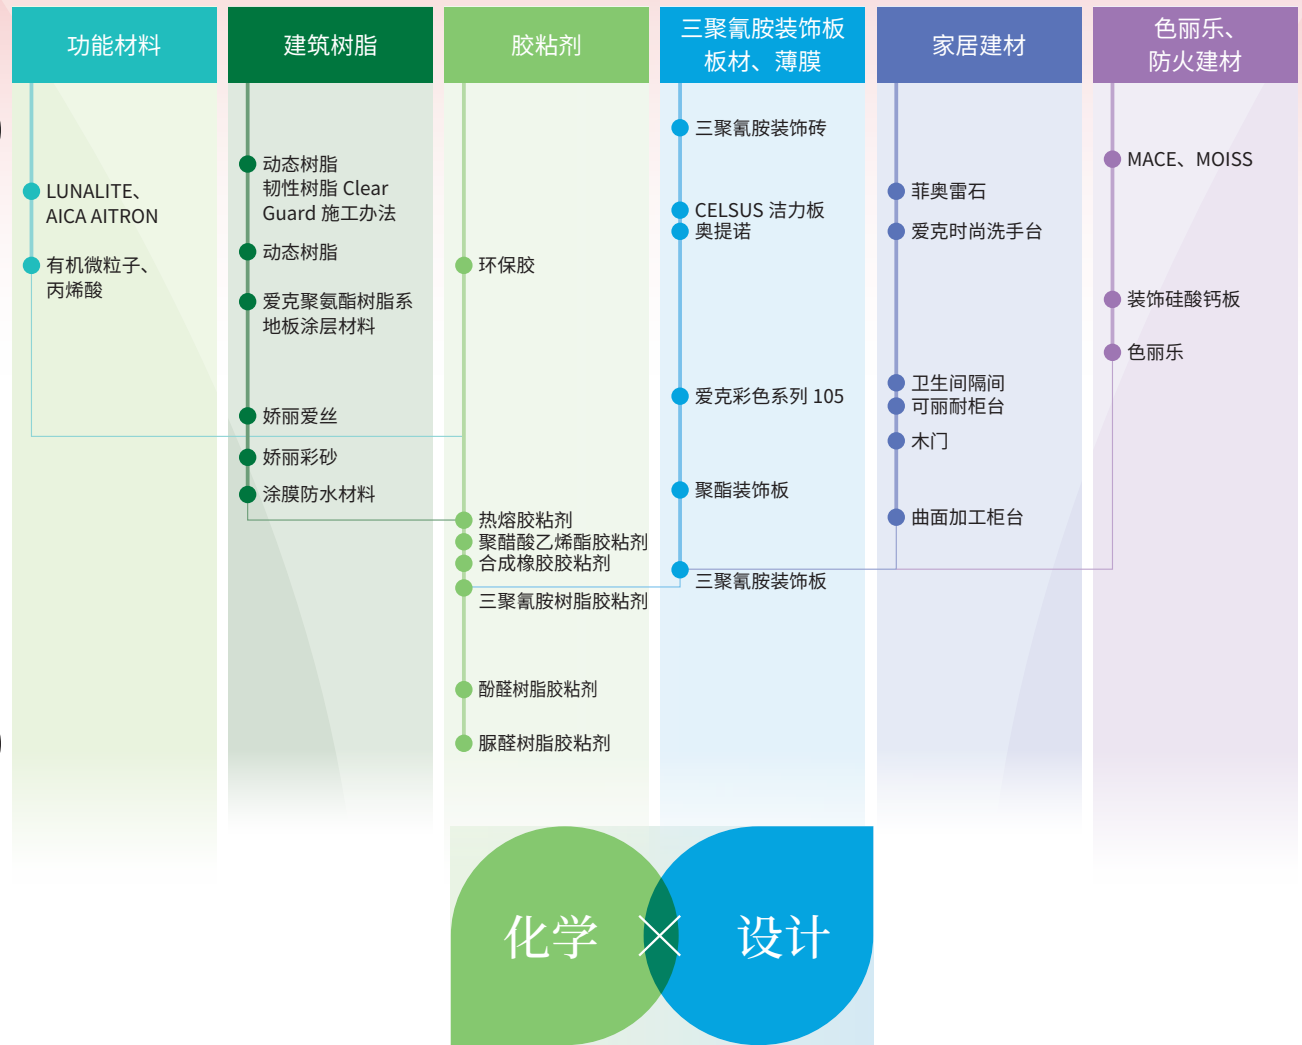 功能材料
LUNALITE、
AICA AITRON
有机微粒子、
丙烯酸
建筑树脂
动态树脂
韧性树脂 Clear
Guard 施工办法
动态树脂
爱克聚氨酯树脂系
地板涂层材料
娇丽爱丝
娇丽彩砂
涂膜防水材料
胶粘剂
环保胶
热熔胶粘剂
聚醋酸乙烯酯胶粘剂
合成橡胶胶粘剂
三聚氰胺树脂胶粘剂
酚醛树脂胶粘剂
脲醛树脂胶粘剂
三聚氰胺装饰板
板材、薄膜
三聚氰胺装饰砖
CELSUS 洁力板
奥提诺
爱克彩色系列 105
聚酯装饰板
三聚氰胺装饰板
家居建材
菲奥雷石
爱克时尚洗手台
卫生间隔间
可丽耐柜台
木门
曲面加工柜台
色丽乐、
防火建材
MACE、MOISS
装饰硅酸钙板
色丽乐
化学
设计